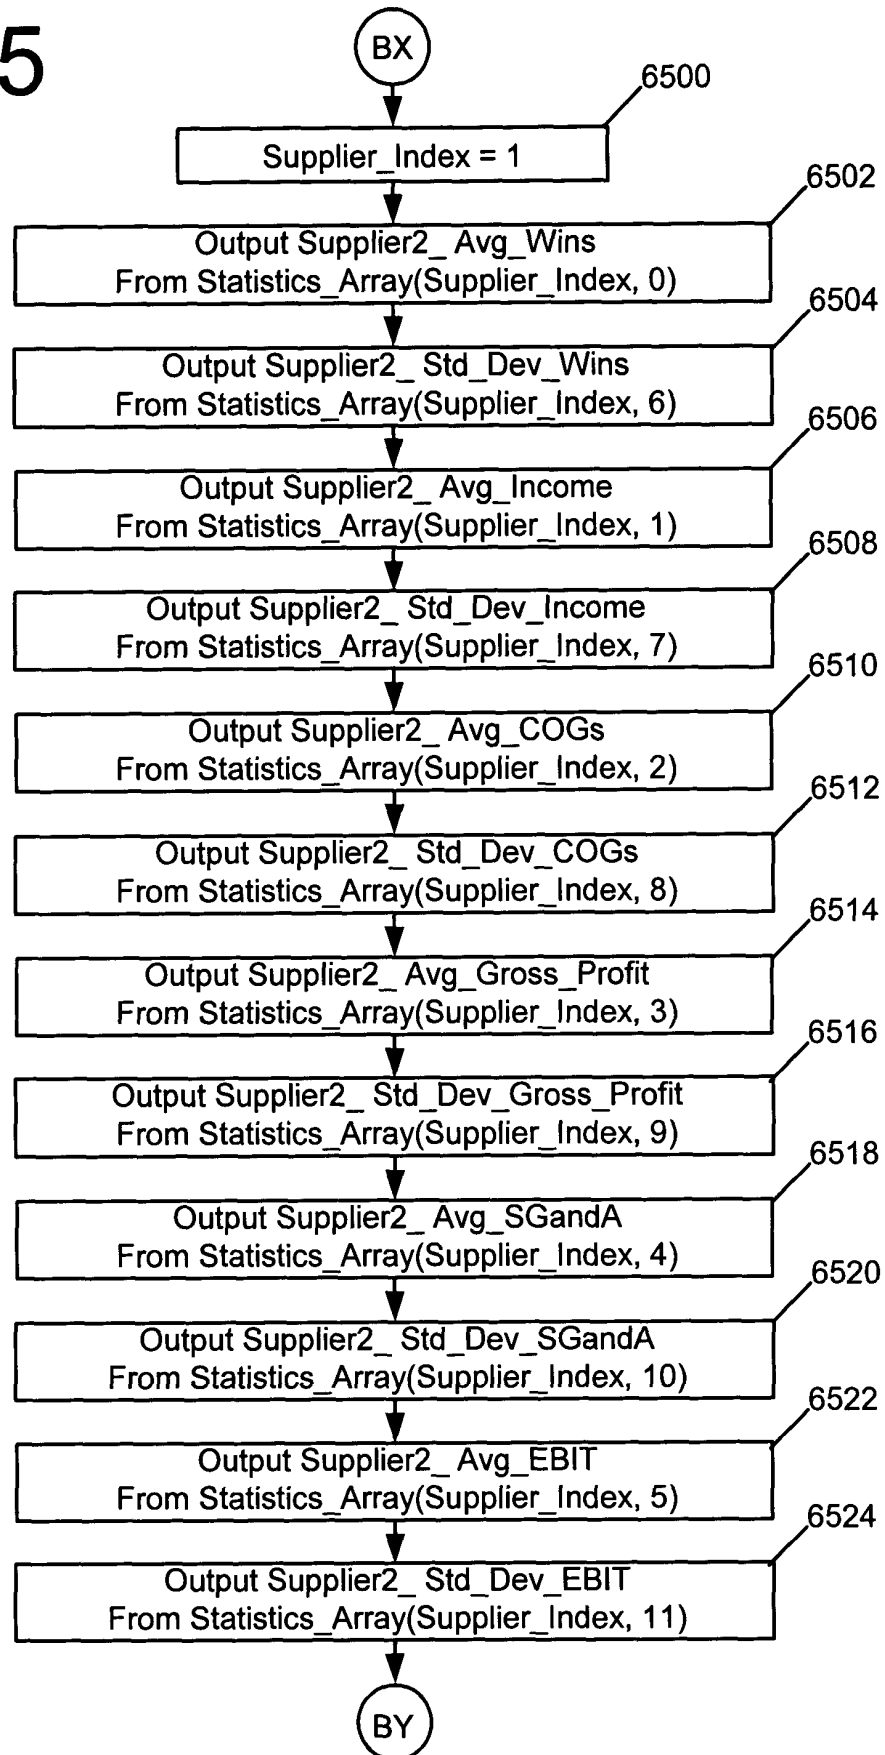 5
BX
6500
Supplier_Index = 1
6502
Output Supplier2_ Avg_Wins
From Statistics_Array(Supplier_Index, 0)
6504
Output Supplier2_ Std_Dev_Wins
From Statistics_Array(Supplier_Index, 6)
6506
Output Supplier2_ Avg_Income
From Statistics_Array(Supplier_Index, 1)
6508
Output Supplier2_ Std_Dev_Income
From Statistics_Array(Supplier_Index, 7)
6510
Output Supplier2_ Avg_COGs
From Statistics_Array(Supplier_Index, 2)
6512
Output Supplier2_ Std_Dev_COGs
From Statistics_Array(Supplier_Index, 8)
6514
Output Supplier2_ Avg_Gross_Profit
From Statistics_Array(Supplier_Index, 3)
6516
Output Supplier2_ Std_Dev_Gross_Profit
From Statistics_Array(Supplier_Index, 9)
6518
Output Supplier2_ Avg_SGandA
From Statistics_Array(Supplier_Index, 4)
6520
Output Supplier2_ Std_Dev_SGandA
From Statistics_Array(Supplier_Index, 10)
6522
Output Supplier2_ Avg_EBIT
From Statistics_Array(Supplier_Index, 5)
6524
Output Supplier2_ Std_Dev_EBIT
From Statistics_Array(Supplier_Index, 11)
BY